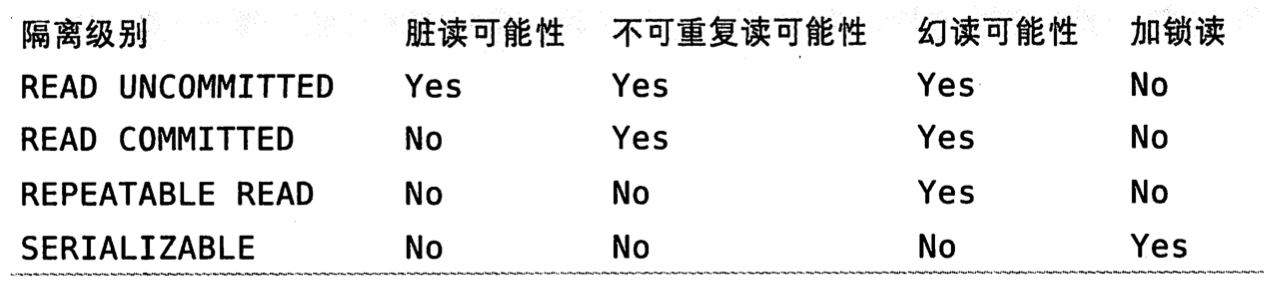 隔离级别 脏读可能性 不可重复读可能性 幻读可能性 加锁读
READ UNCOMMITTED Yes Yes Yes No
READ COMMITTED No Yes Yes No
REPEATABLE READ No No Yes No
SERIALIZABLE No No No Yes